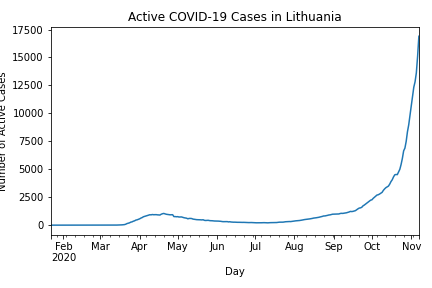 Active COVID-19 Cases in Lithuania
17500
15000
12500
10000
7500
5000
2500
0
Number of Active Cases
Feb Mar Apr May Jun Jul Aug Sep Oct Nov
2020
Day